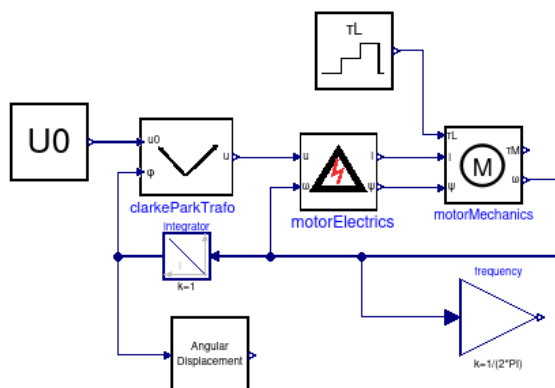 τL
U0
u0
φ
u
clarkeParkTrafo
u
ω
I
ψ
motorElectrics
τL
I
ψ
M
τM
ω
motorMechanics
Integrator
I
k=1
frequency
k=1/(2*PI)
Angular
Displacement